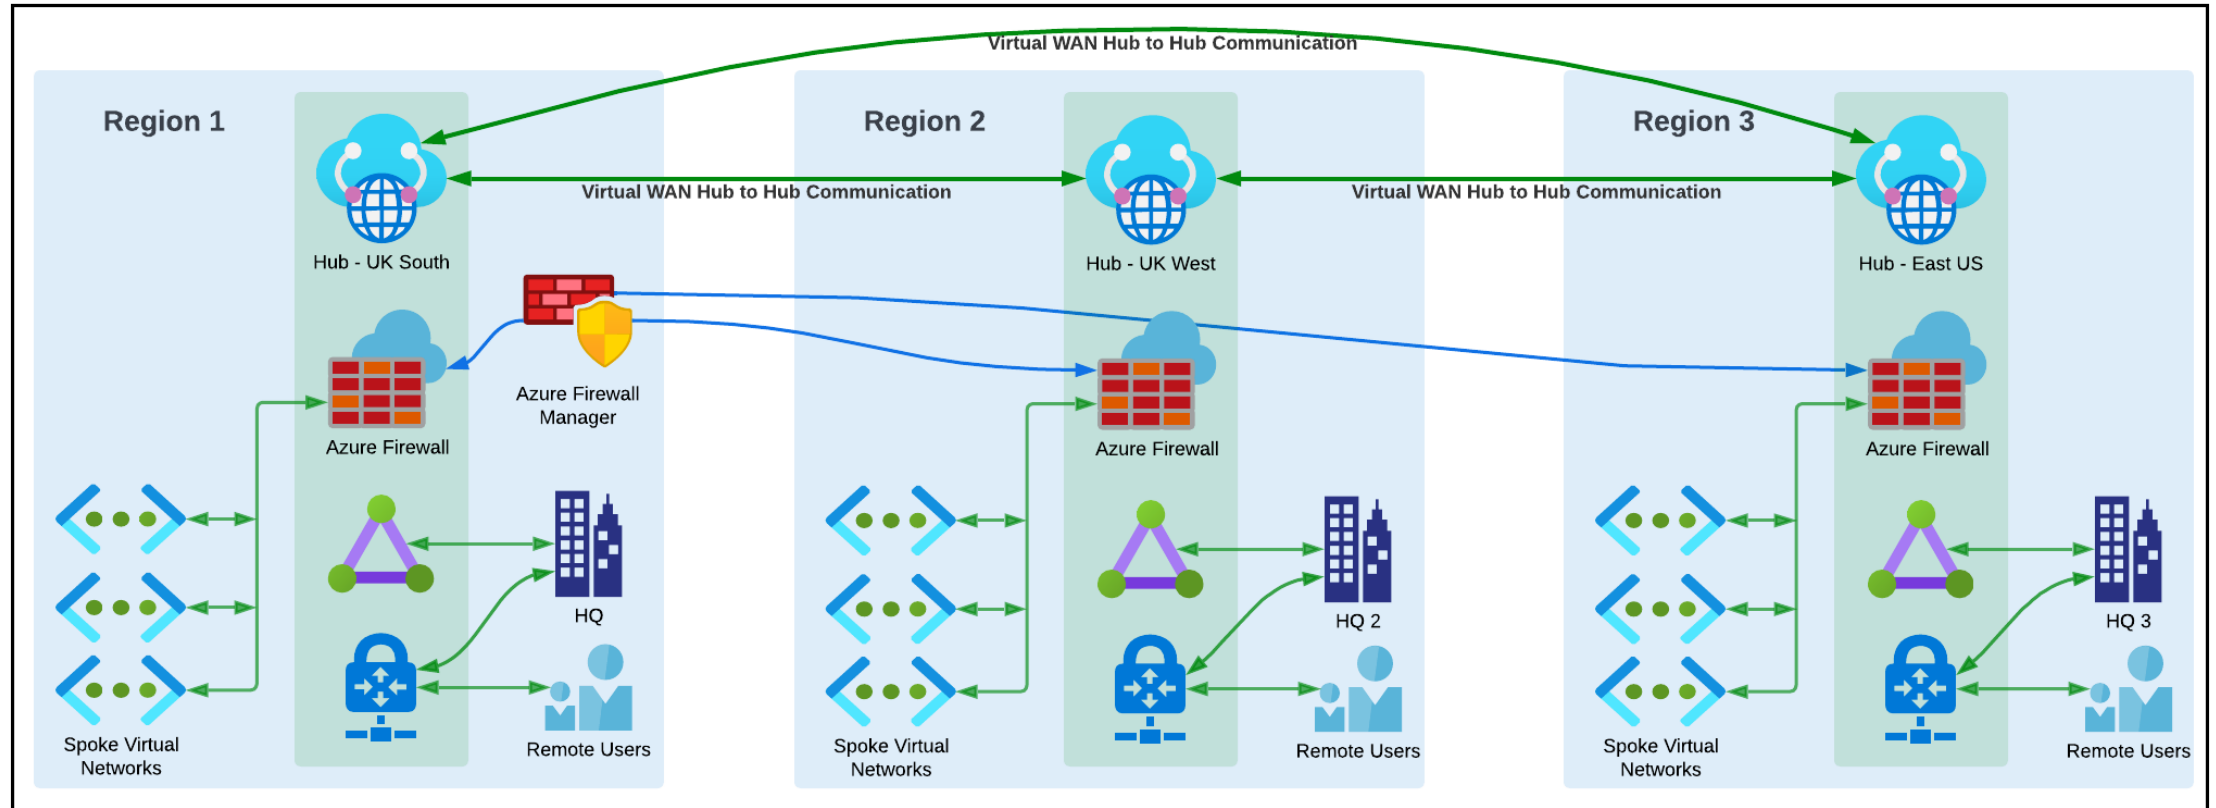 Virtual WAN Hub to Hub Communication
Region 1
Region 2
Region 3
Virtual WAN Hub to Hub Communication
Virtual WAN Hub to Hub Communication
Hub - UK South
Hub - UK West
Hub - East US
Azure Firewall
Manager
Azure Firewall
Azure Firewall
Azure Firewall
HQ
HQ 2
HQ 3
Spoke Virtual
Networks
Remote Users
Spoke Virtual
Networks
Remote Users
Spoke Virtual
Networks
Remote Users